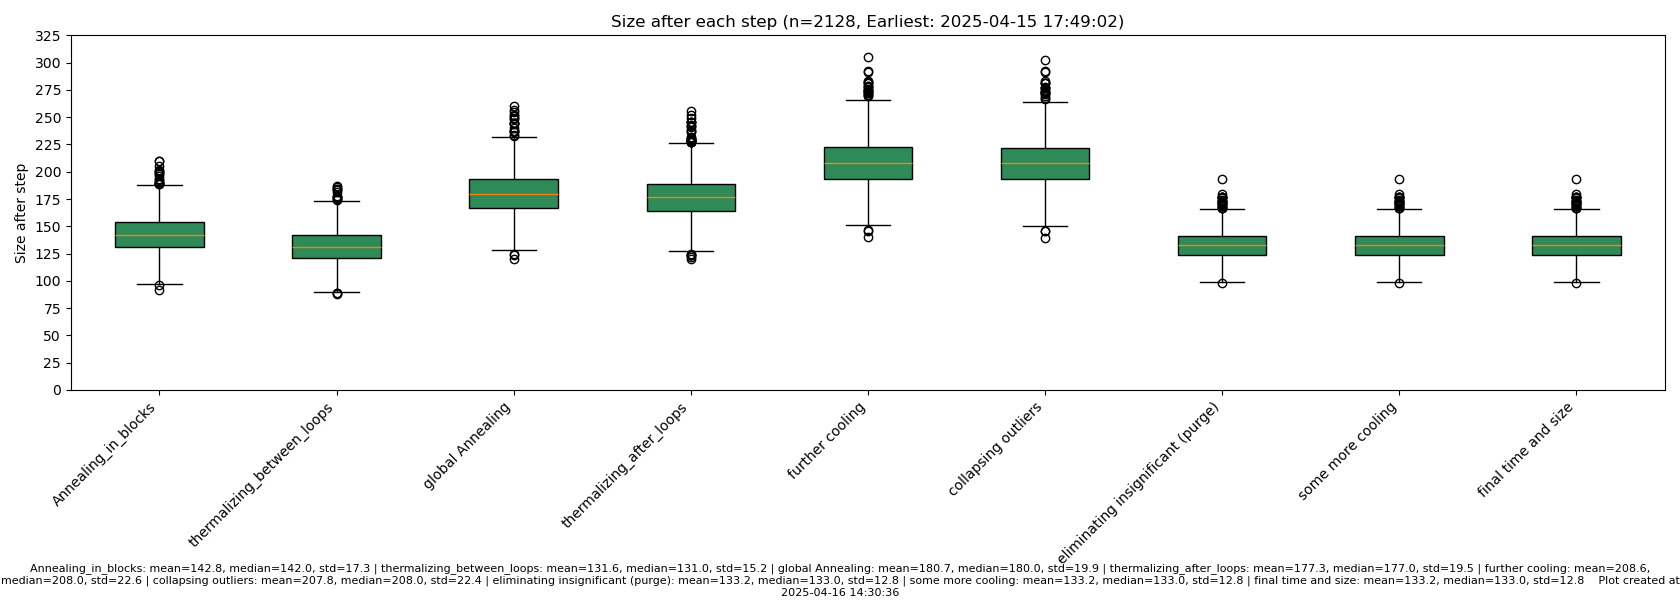 Size after each step (n=2128, Earliest: 2025-04-15 17:49:02)
325
300
275
250
225
200
175
150
125
100
75
50
25
0
Size after step
Annealing_in_blocks
thermalizing_between_loops
global Annealing
thermalizing_after_loops
further cooling
collapsing outliers
eliminating insignificant (purge)
some more cooling
final time and size
Annealing_in_blocks: mean=142.8, median=142.0, std=17.3 | thermalizing_between_loops: mean=131.6, median=131.0, std=15.2 | global Annealing: mean=180.7, median=180.0, std=19.9 | thermalizing_after_loops: mean=177.3, median=177.0, std=19.5 | further cooling: mean=208.6,
median=208.0, std=22.6 | collapsing outliers: mean=207.8, median=208.0, std=22.4 | eliminating insignificant (purge): mean=133.2, median=133.0, std=12.8 | some more cooling: mean=133.2, median=133.0, std=12.8 | final time and size: mean=133.2, median=133.0, std=12.8 Plot created at
2025-04-16 14:30:36